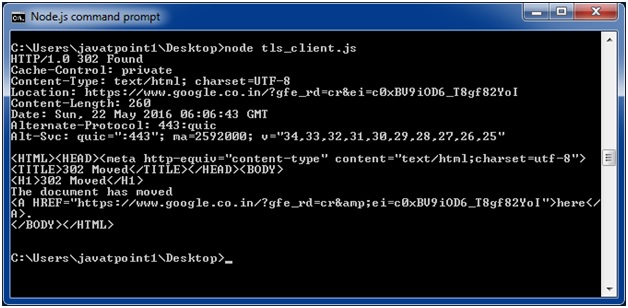 Node.js command prompt
C:\Users\javatpoint1\Desktop>node tls_client.js
HTTP/1.0 302 Found
Cache-Control: private
Content-Type: text/html; charset=UTF-8
Location: https://www.google.co.in/?gfe_rd=cr&ei=c0xBV9iOD6_T8gf82YoI
Content-Length: 260
Date: Sun, 22 May 2016 06:06:43 GMT
Alternate-Protocol: 443:quic
Alt-Svc: quic=":443"; ma=2592000; v="34,33,32,31,30,29,28,27,26,25"
<HTML><HEAD><meta http-equiv="content-type" content="text/html;charset=utf-8">
<TITLE>302 Moved</TITLE></HEAD><BODY>
<H1>302 Moved</H1>
The document has moved
<A HREF="https://www.google.co.in/?gfe_rd=cr&amp;ei=c0xBV9iOD6_T8gf82YoI">here</
A>.
</BODY></HTML>
C:\Users\javatpoint1\Desktop>_